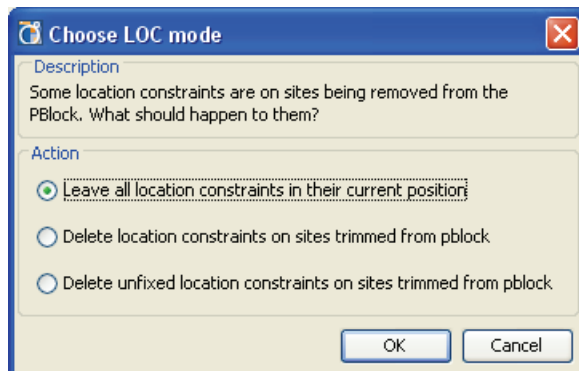 Choose LOC mode
Description
Some location constraints are on sites being removed from the
PBlock. What should happen to them?
Action
Leave all location constraints in their current position
Delete location constraints on sites trimmed from pblock
Delete unfixed location constraints on sites trimmed from pblock
OK Cancel